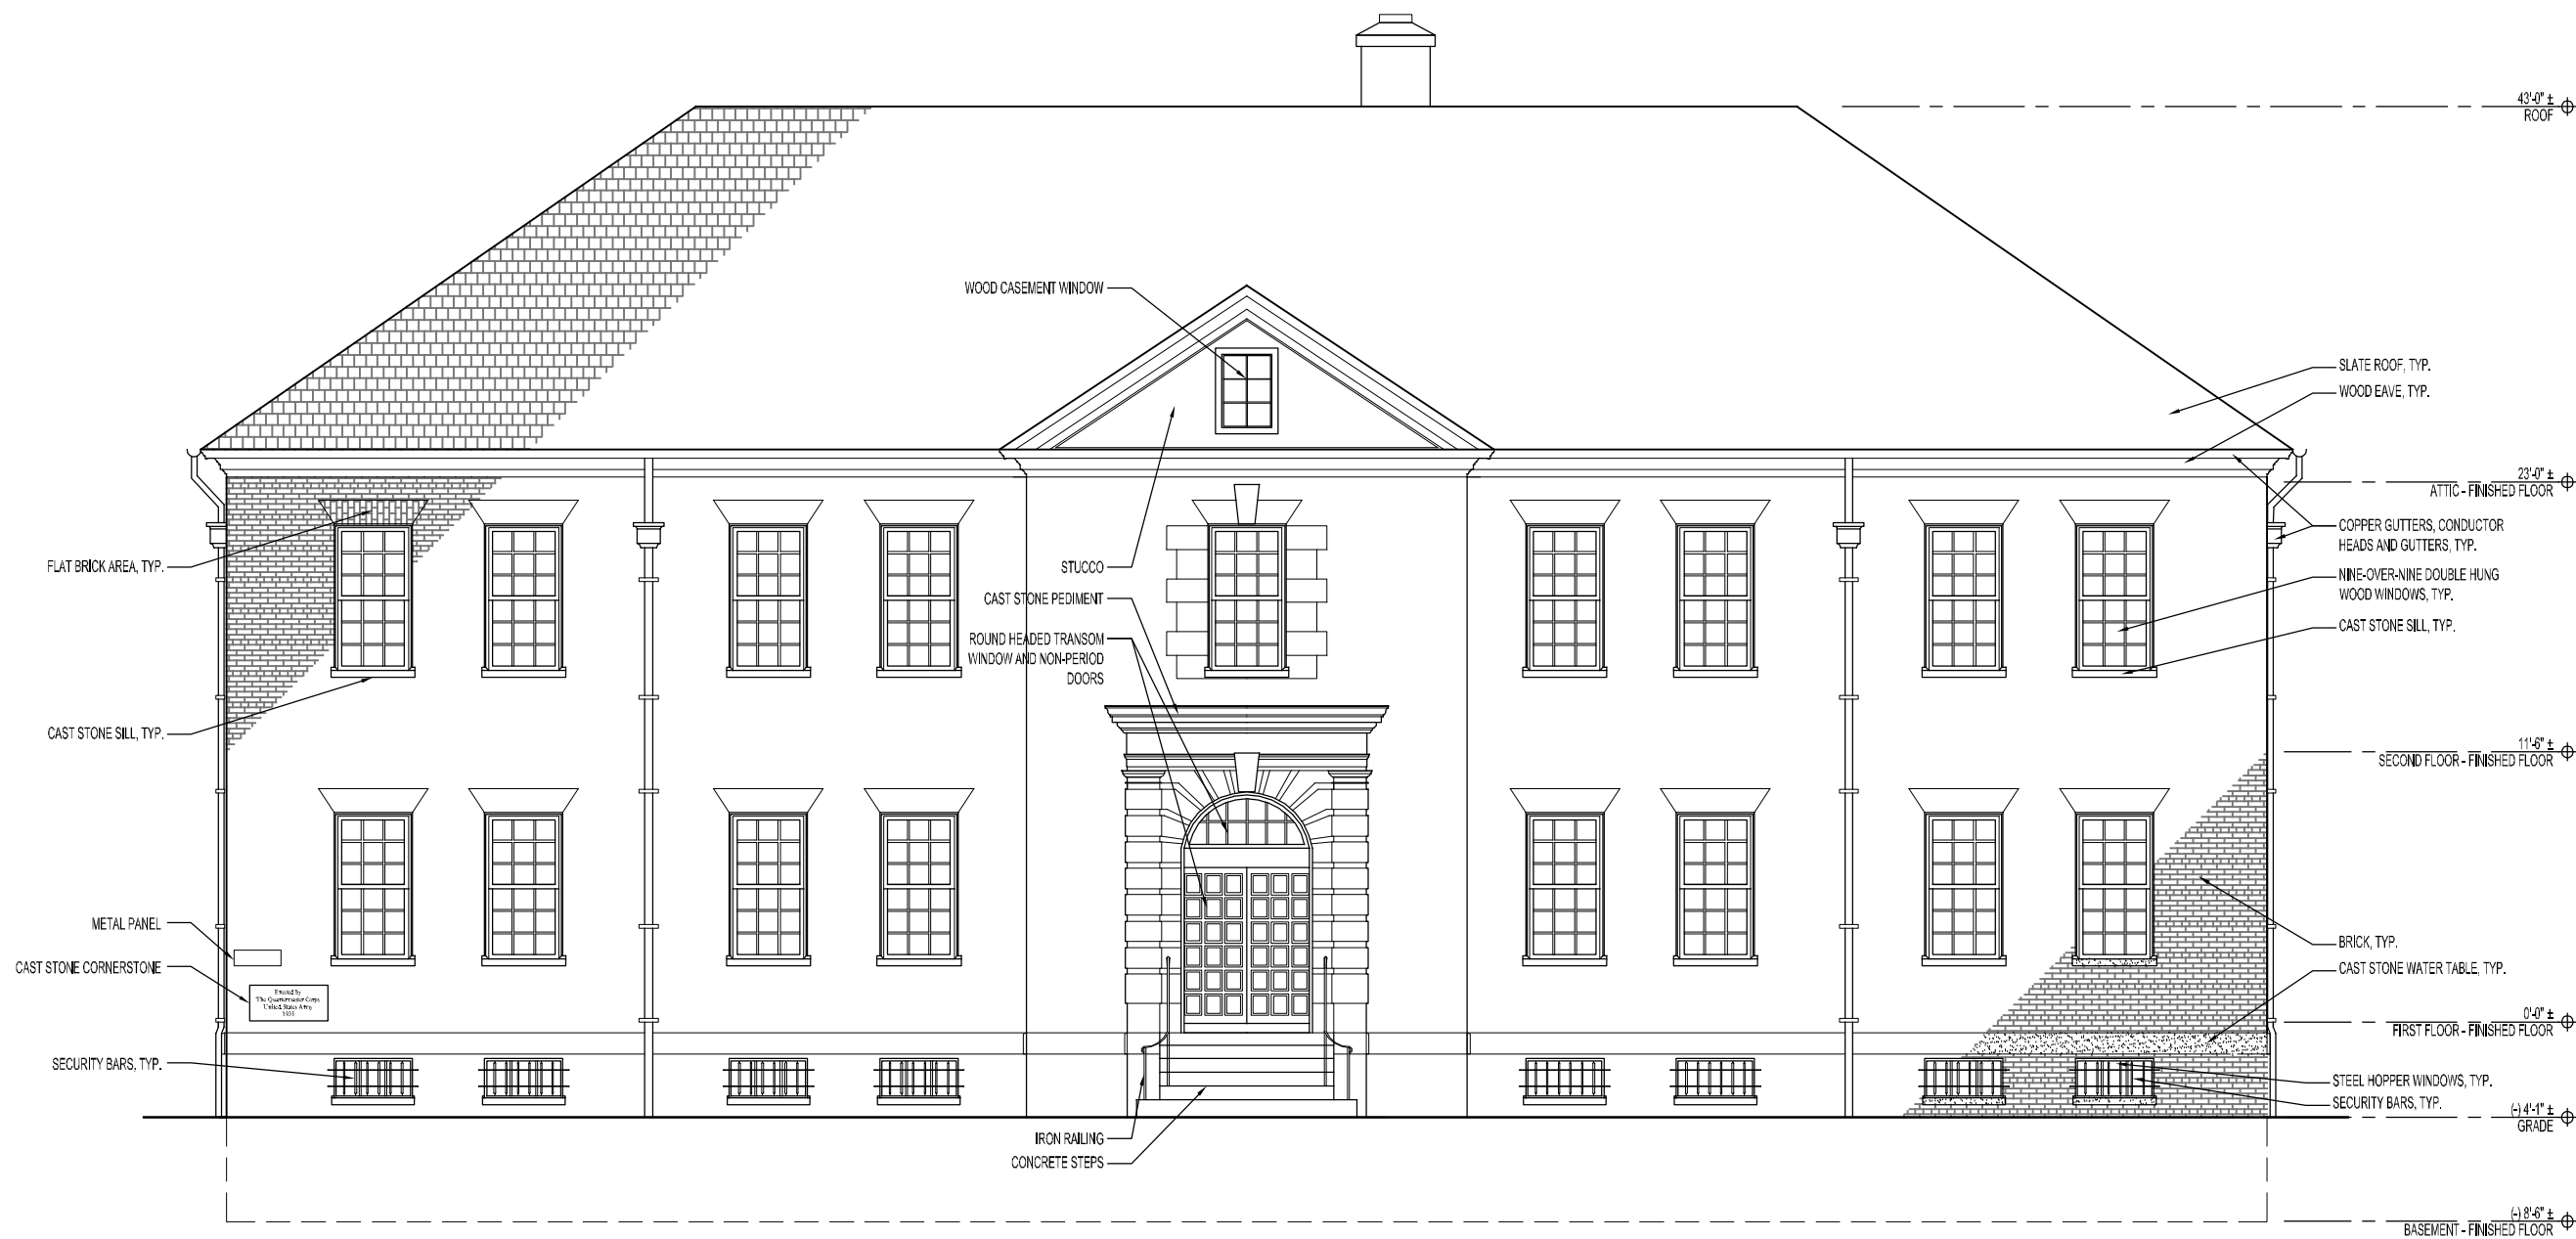 43'-0" ±
ROOF
WOOD CASEMENT WINDOW
SLATE ROOF, TYP.
WOOD EAVE, TYP.
23'-0" ±
ATTIC - FINISHED FLOOR
COPPER GUTTERS, CONDUCTOR
HEADS AND GUTTERS, TYP.
FLAT BRICK AREA, TYP.
STUCCO
NINE-OVER-NINE DOUBLE HUNG
WOOD WINDOWS, TYP.
CAST STONE PEDIMENT
CAST STONE SILL, TYP.
ROUND HEADED TRANSOM
WINDOW AND NON-PERIOD
DOORS
CAST STONE SILL, TYP.
11'-6" ±
SECOND FLOOR - FINISHED FLOOR
METAL PANEL
BRICK, TYP.
CAST STONE CORNERSTONE
CAST STONE WATER TABLE, TYP.
Erected by
The Quartermaster Corps
United States Army
0'-0" ±
FIRST FLOOR - FINISHED FLOOR
SECURITY BARS, TYP.
STEEL HOPPER WINDOWS, TYP.
SECURITY BARS, TYP.
(-) 4'-1" ±
GRADE
IRON RAILING
CONCRETE STEPS
(-) 8'-6" ±
BASEMENT - FINISHED FLOOR